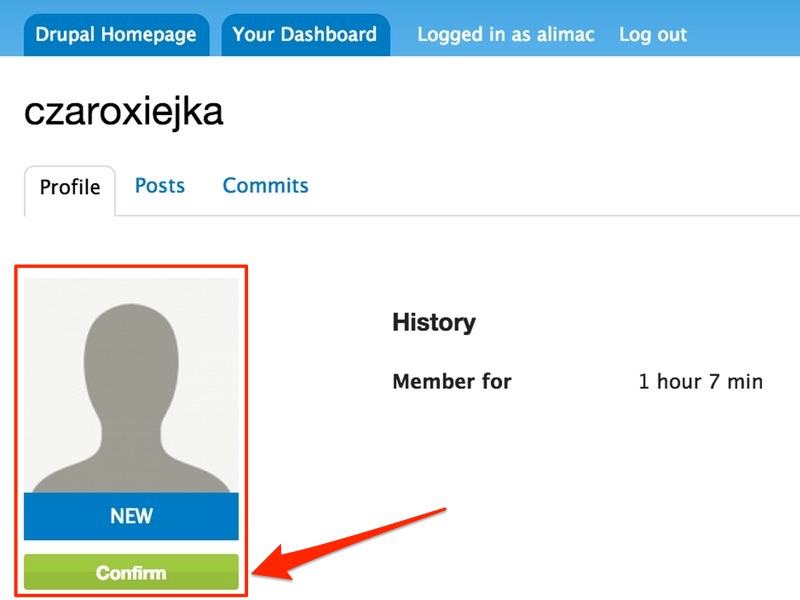 Drupal Homepage Your Dashboard Logged in as alimac Log out
czaroxiejka
Profile Posts Commits
History
Member for 1 hour 7 min
NEW
Confirm